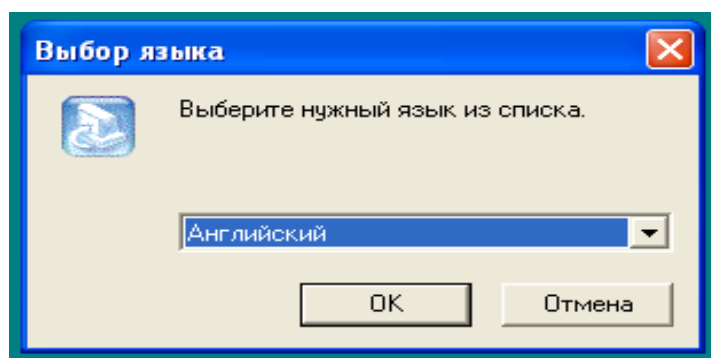 Выбор языка
Выберите нужный язык из списка.
Английский
OK
Отмена